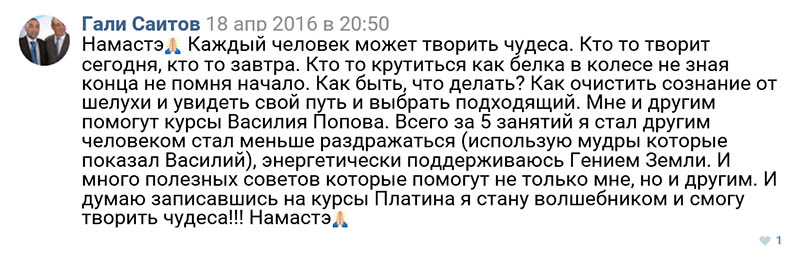 Гали Саитов 18 апр 2016 в 20:50
Намастэ🙏🏻 Каждый человек может творить чудеса. Кто то творит
сегодня, кто то завтра. Кто то крутиться как белка в колесе не зная
конца не помня начало. Как быть, что делать? Как очистить сознание от
шелухи и увидеть свой путь и выбрать подходящий. Мне и другим
помогут курсы Василия Попова. Всего за 5 занятий я стал другим
человеком стал меньше раздражаться (использую мудры которые
показал Василий), энергетически поддерживаюсь Гением Земли. И
много полезных советов которые помогут не только мне, но и другим. И
думаю записавшись на курсы Платина я стану волшебником и смогу
творить чудеса!!! Намастэ🙏🏻
1